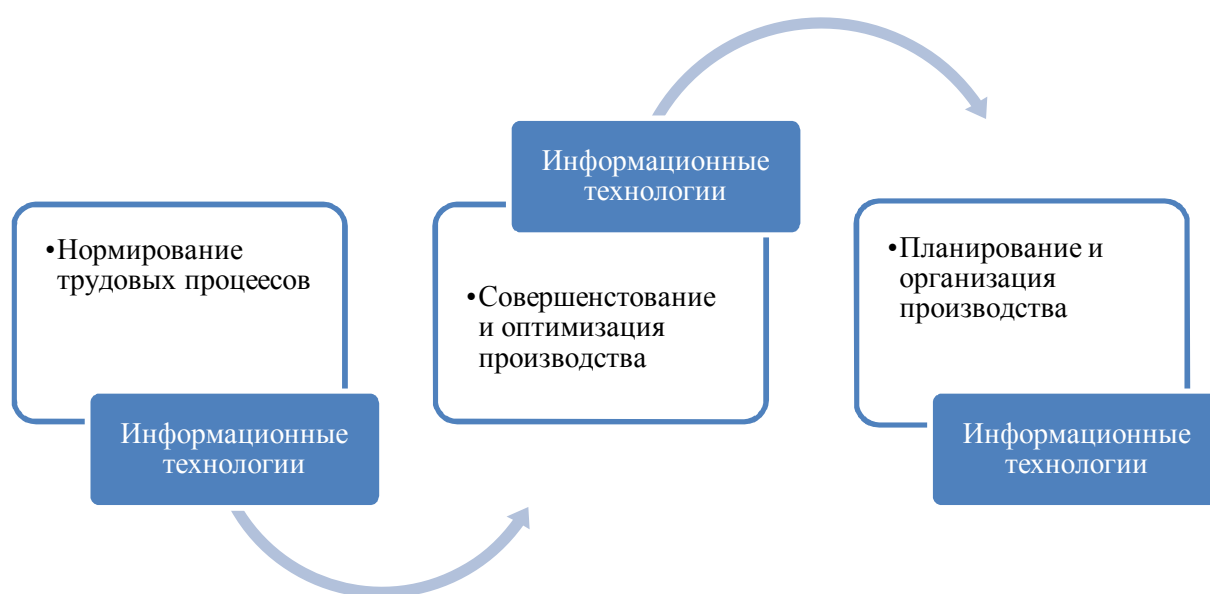 •Нормирование
трудовых процеесов
Информационные
технологии
Информационные
технологии
•Совершенстование
и оптимизация
производства
•Планирование и
организация
производства
Информационные
технологии